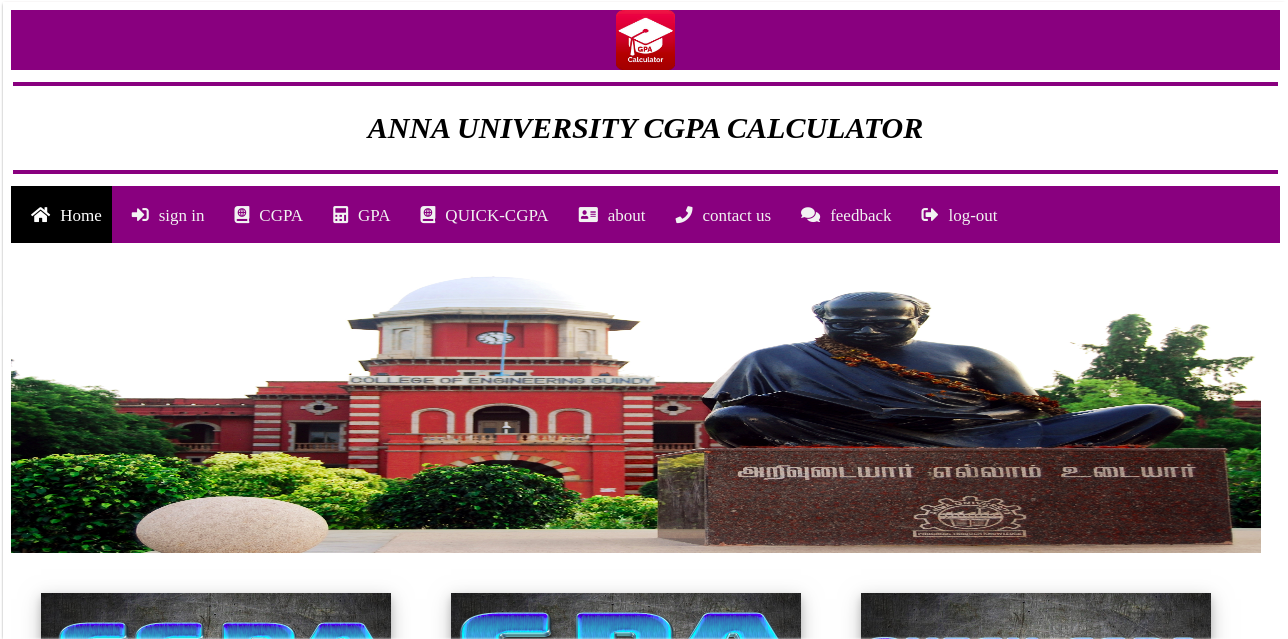 GPA
Calculator
ANNA UNIVERSITY CGPA CALCULATOR
Home sign in CGPA GPA QUICK-CGPA about contact us feedback log-out
COLLEGE OF ENGINEERING GUINDY
அறிவுடையார் எல்லாம் உடையார்